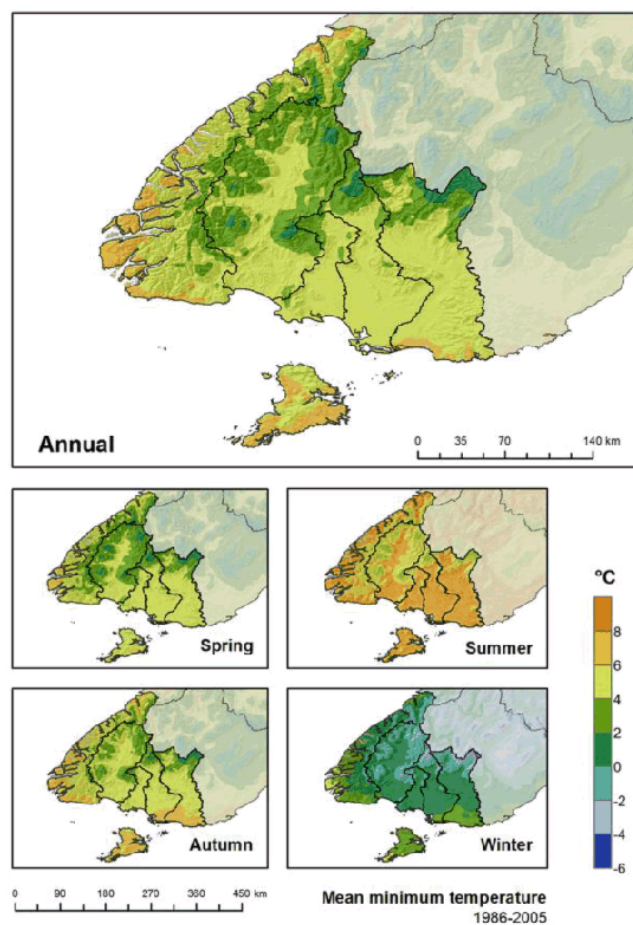 Annual
0 35 70 140 km
Spring
Summer
Autumn
Winter
°C
8
6
4
2
0
-2
-4
-6
0 90 180 270 360 450 km
Mean minimum temperature
1986-2005